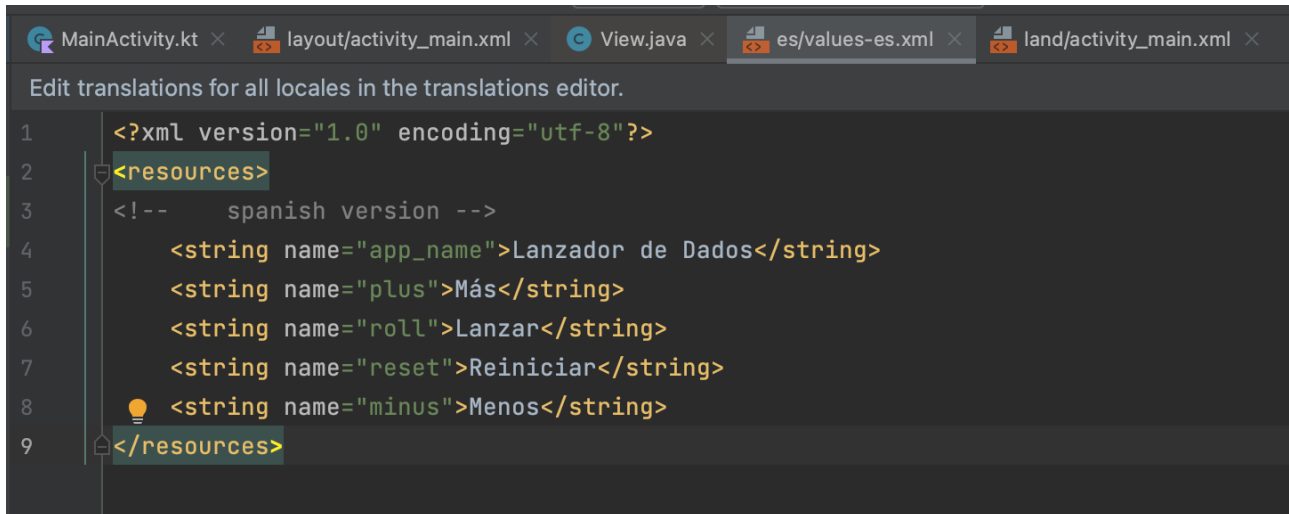 MainActivity.kt layout/activity_main.xml View.java es/values-es.xml land/activity_main.xml
Edit translations for all locales in the translations editor.
1 <?xml version="1.0" encoding="utf-8"?>
2 <resources>
3 <!--    spanish version -->
4     <string name="app_name">Lanzador de Dados</string>
5     <string name="plus">Más</string>
6     <string name="roll">Lanzar</string>
7     <string name="reset">Reiniciar</string>
8     <string name="minus">Menos</string>
9 </resources>